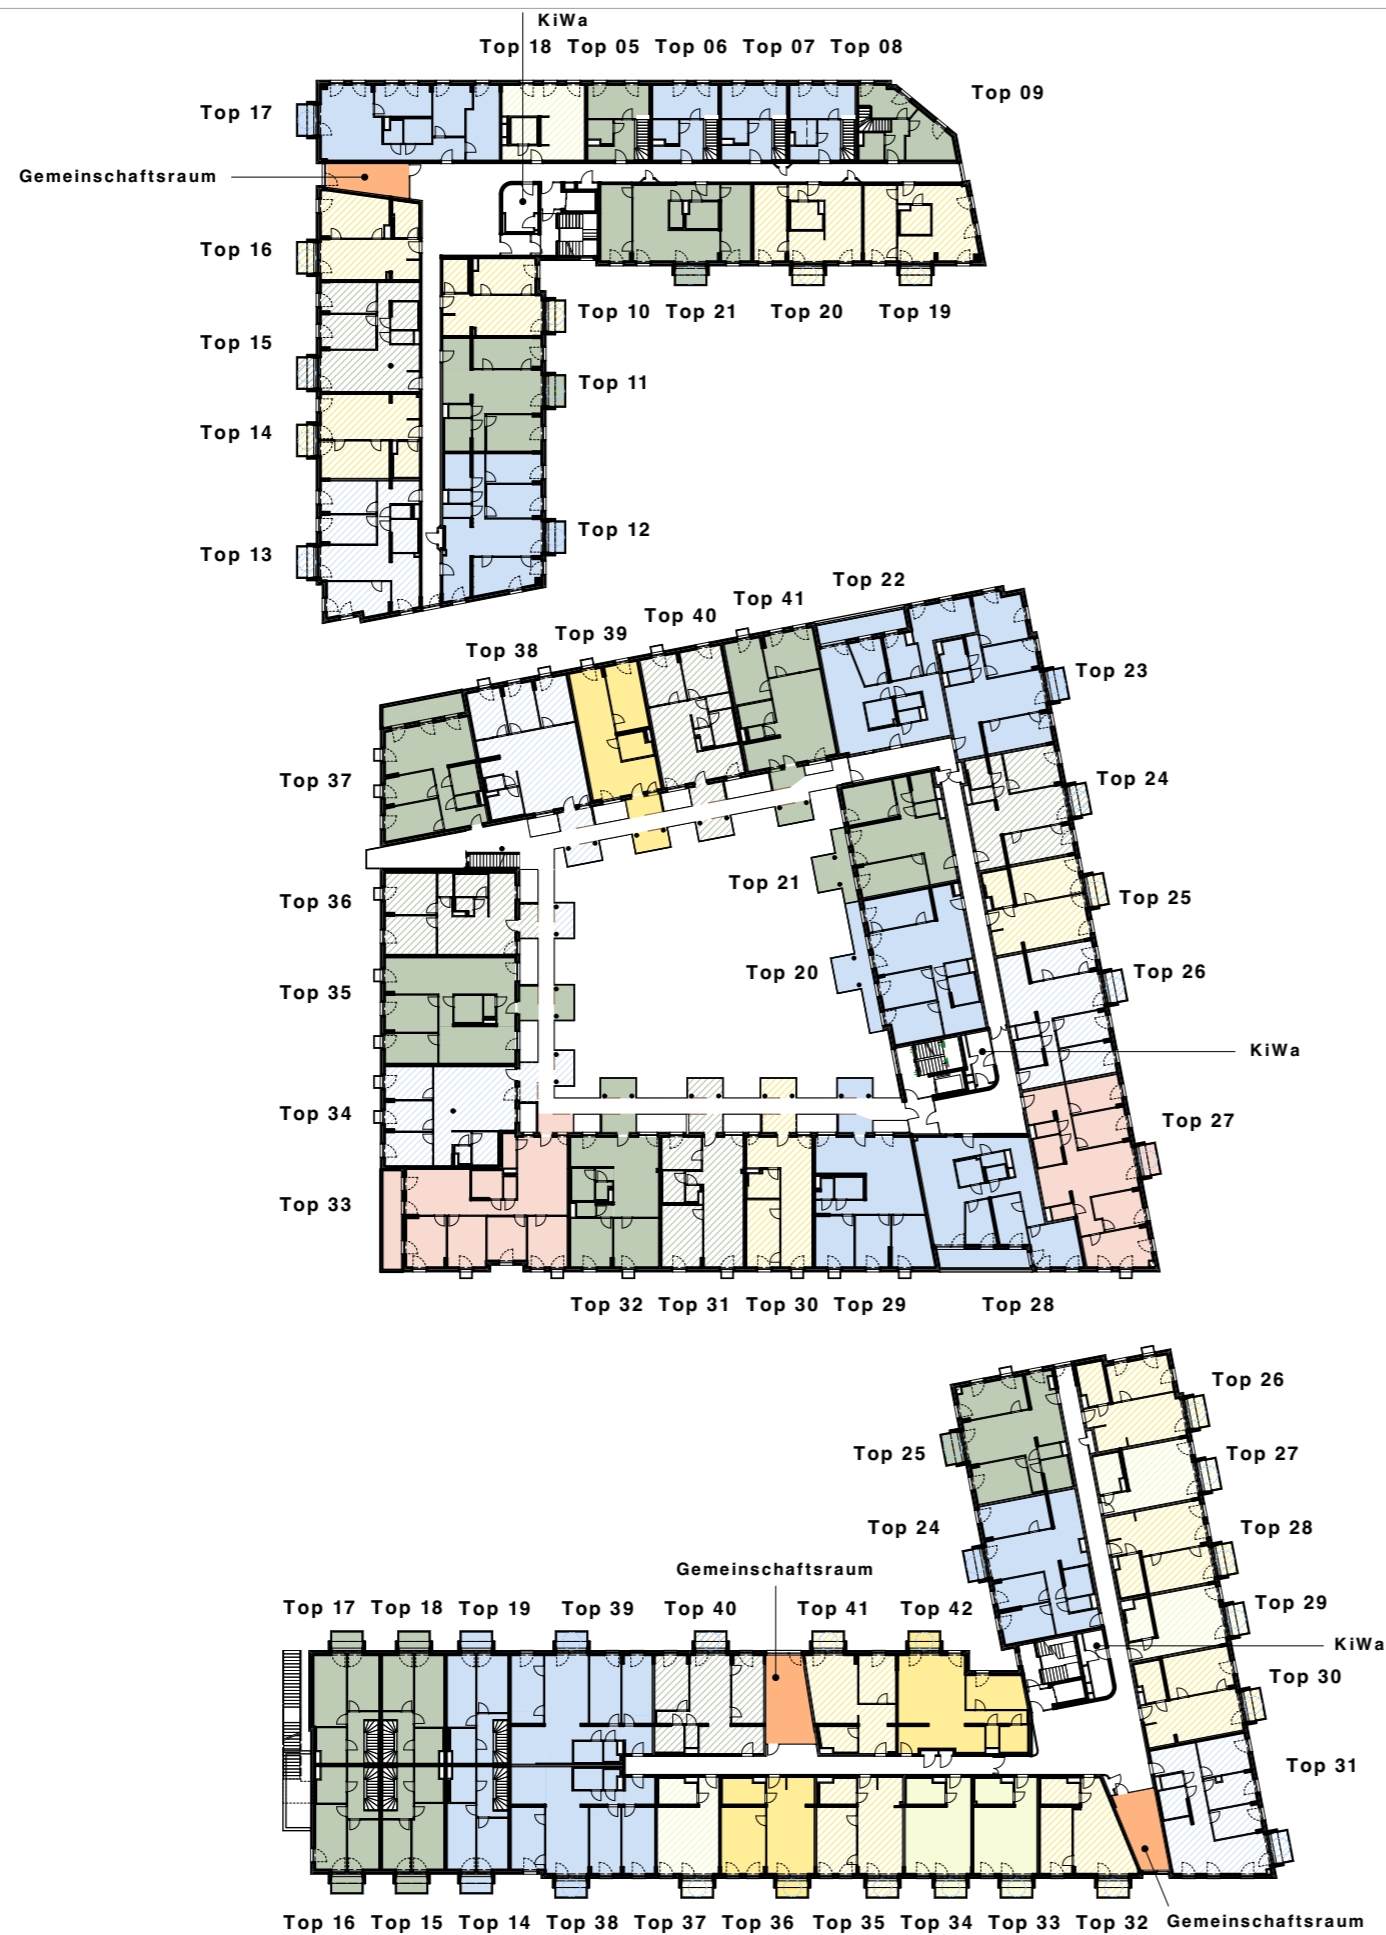 KiWa
Top 18 Top 05 Top 06 Top 07 Top 08
Top 09
Top 17
Gemeinschaftsraum
Top 16
Top 10 Top 21 Top 20 Top 19
Top 15
Top 11
Top 14
Top 12
Top 13
Top 22
Top 41
Top 40
Top 39
Top 38
Top 23
Top 37
Top 24
Top 21
Top 25
Top 36
Top 20
Top 26
Top 35
KiWa
Top 34
Top 27
Top 33
Top 32 Top 31 Top 30 Top 29 Top 28
Top 26
Top 25
Top 27
Top 24
Top 28
Gemeinschaftsraum
Top 29
Top 17 Top 18 Top 19 Top 39 Top 40 Top 41 Top 42
KiWa
Top 30
Top 31
Top 16 Top 15 Top 14 Top 38 Top 37 Top 36 Top 35 Top 34 Top 33 Top 32 Gemeinschaftsraum